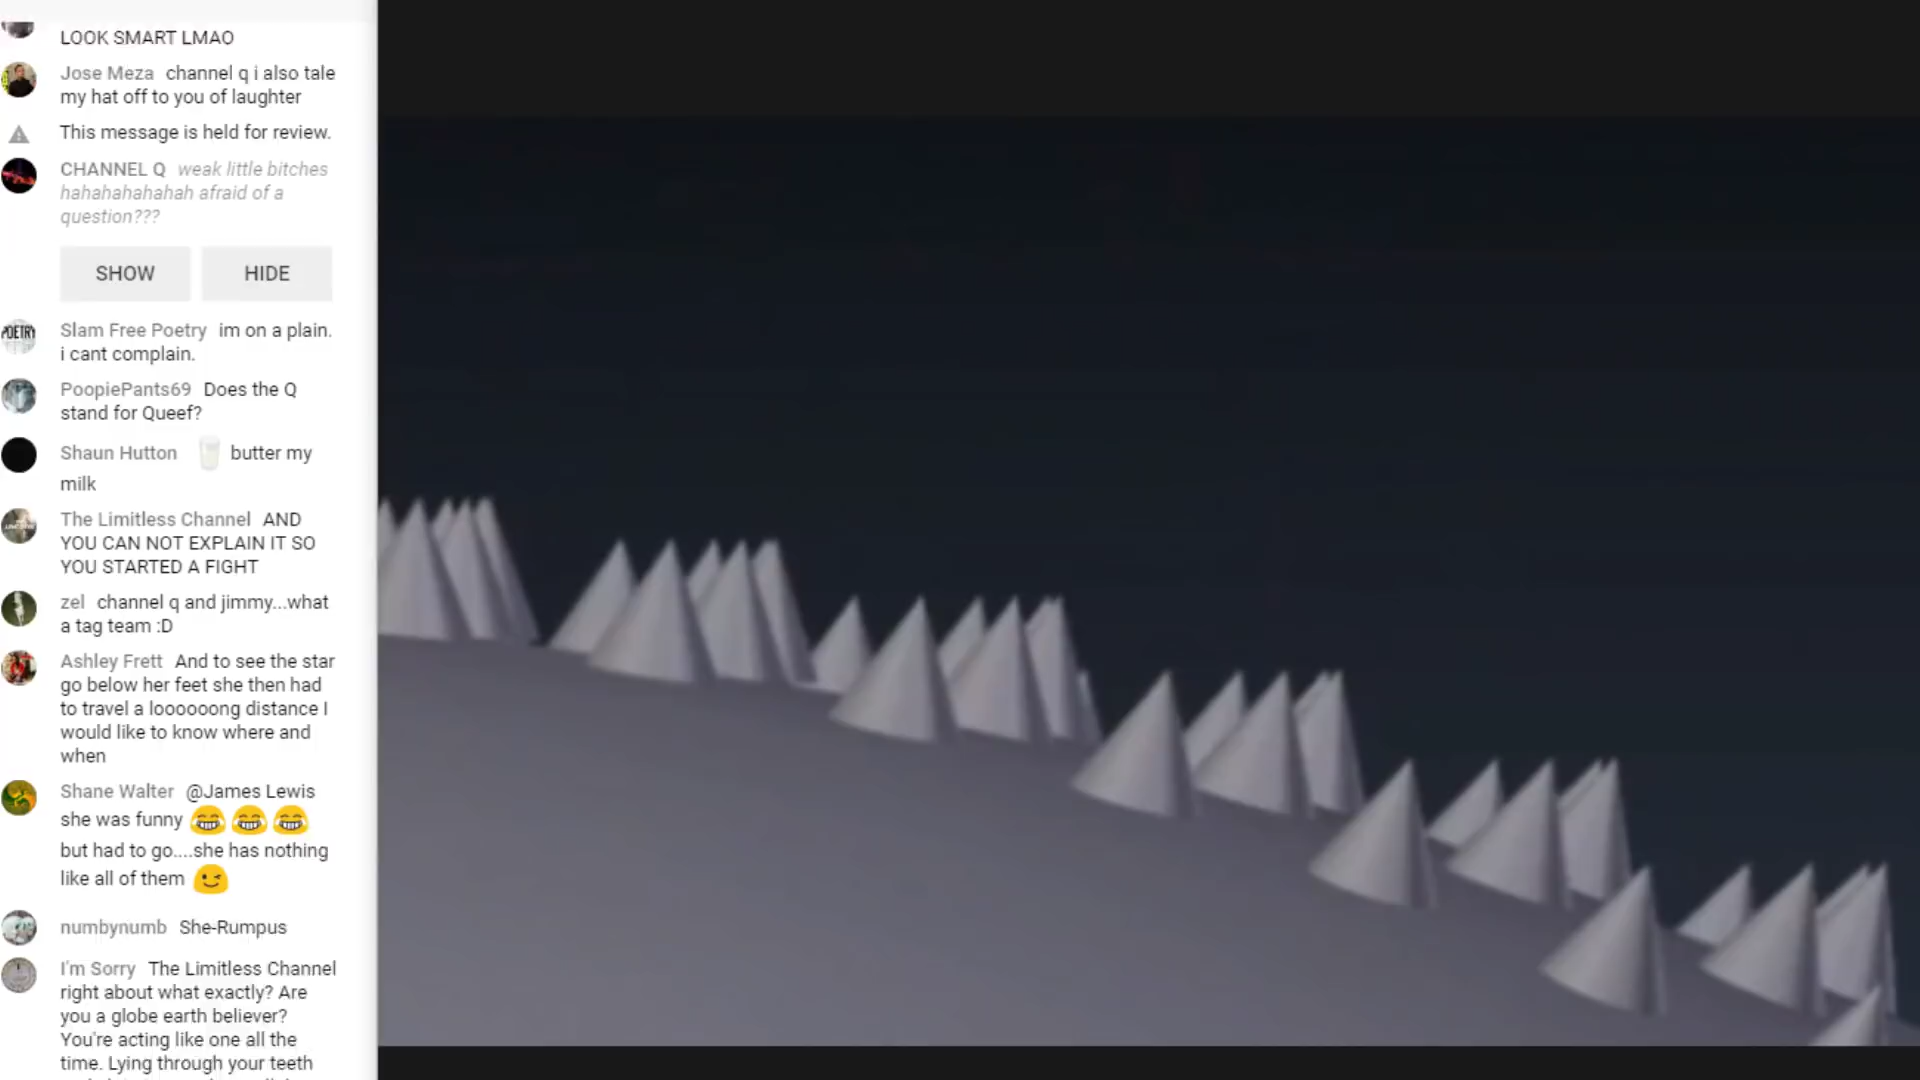 LOOK SMART LMAO
Jose Meza channel q i also tale
my hat off to you of laughter
This message is held for review.
CHANNEL Q weak little bitches
hahahahahahah afraid of a
question???
SHOW HIDE
POETRY
Slam Free Poetry im on a plain.
i cant complain.
PoopiePants69 Does the Q
stand for Queef?
Shaun Hutton butter my
milk
The Limitless Channel AND
YOU CAN NOT EXPLAIN IT SO
YOU STARTED A FIGHT
zel channel q and jimmy...what
a tag team :D
Ashley Frett And to see the star
go below her feet she then had
to travel a loooooong distance I
would like to know where and
when
Shane Walter @James Lewis
she was funny 😂😂😂
but had to go....she has nothing
like all of them 😉
numbynumb She-Rumpus
I'm Sorry The Limitless Channel
right about what exactly? Are
you a globe earth believer?
You're acting like one all the
time. Lying through your teeth